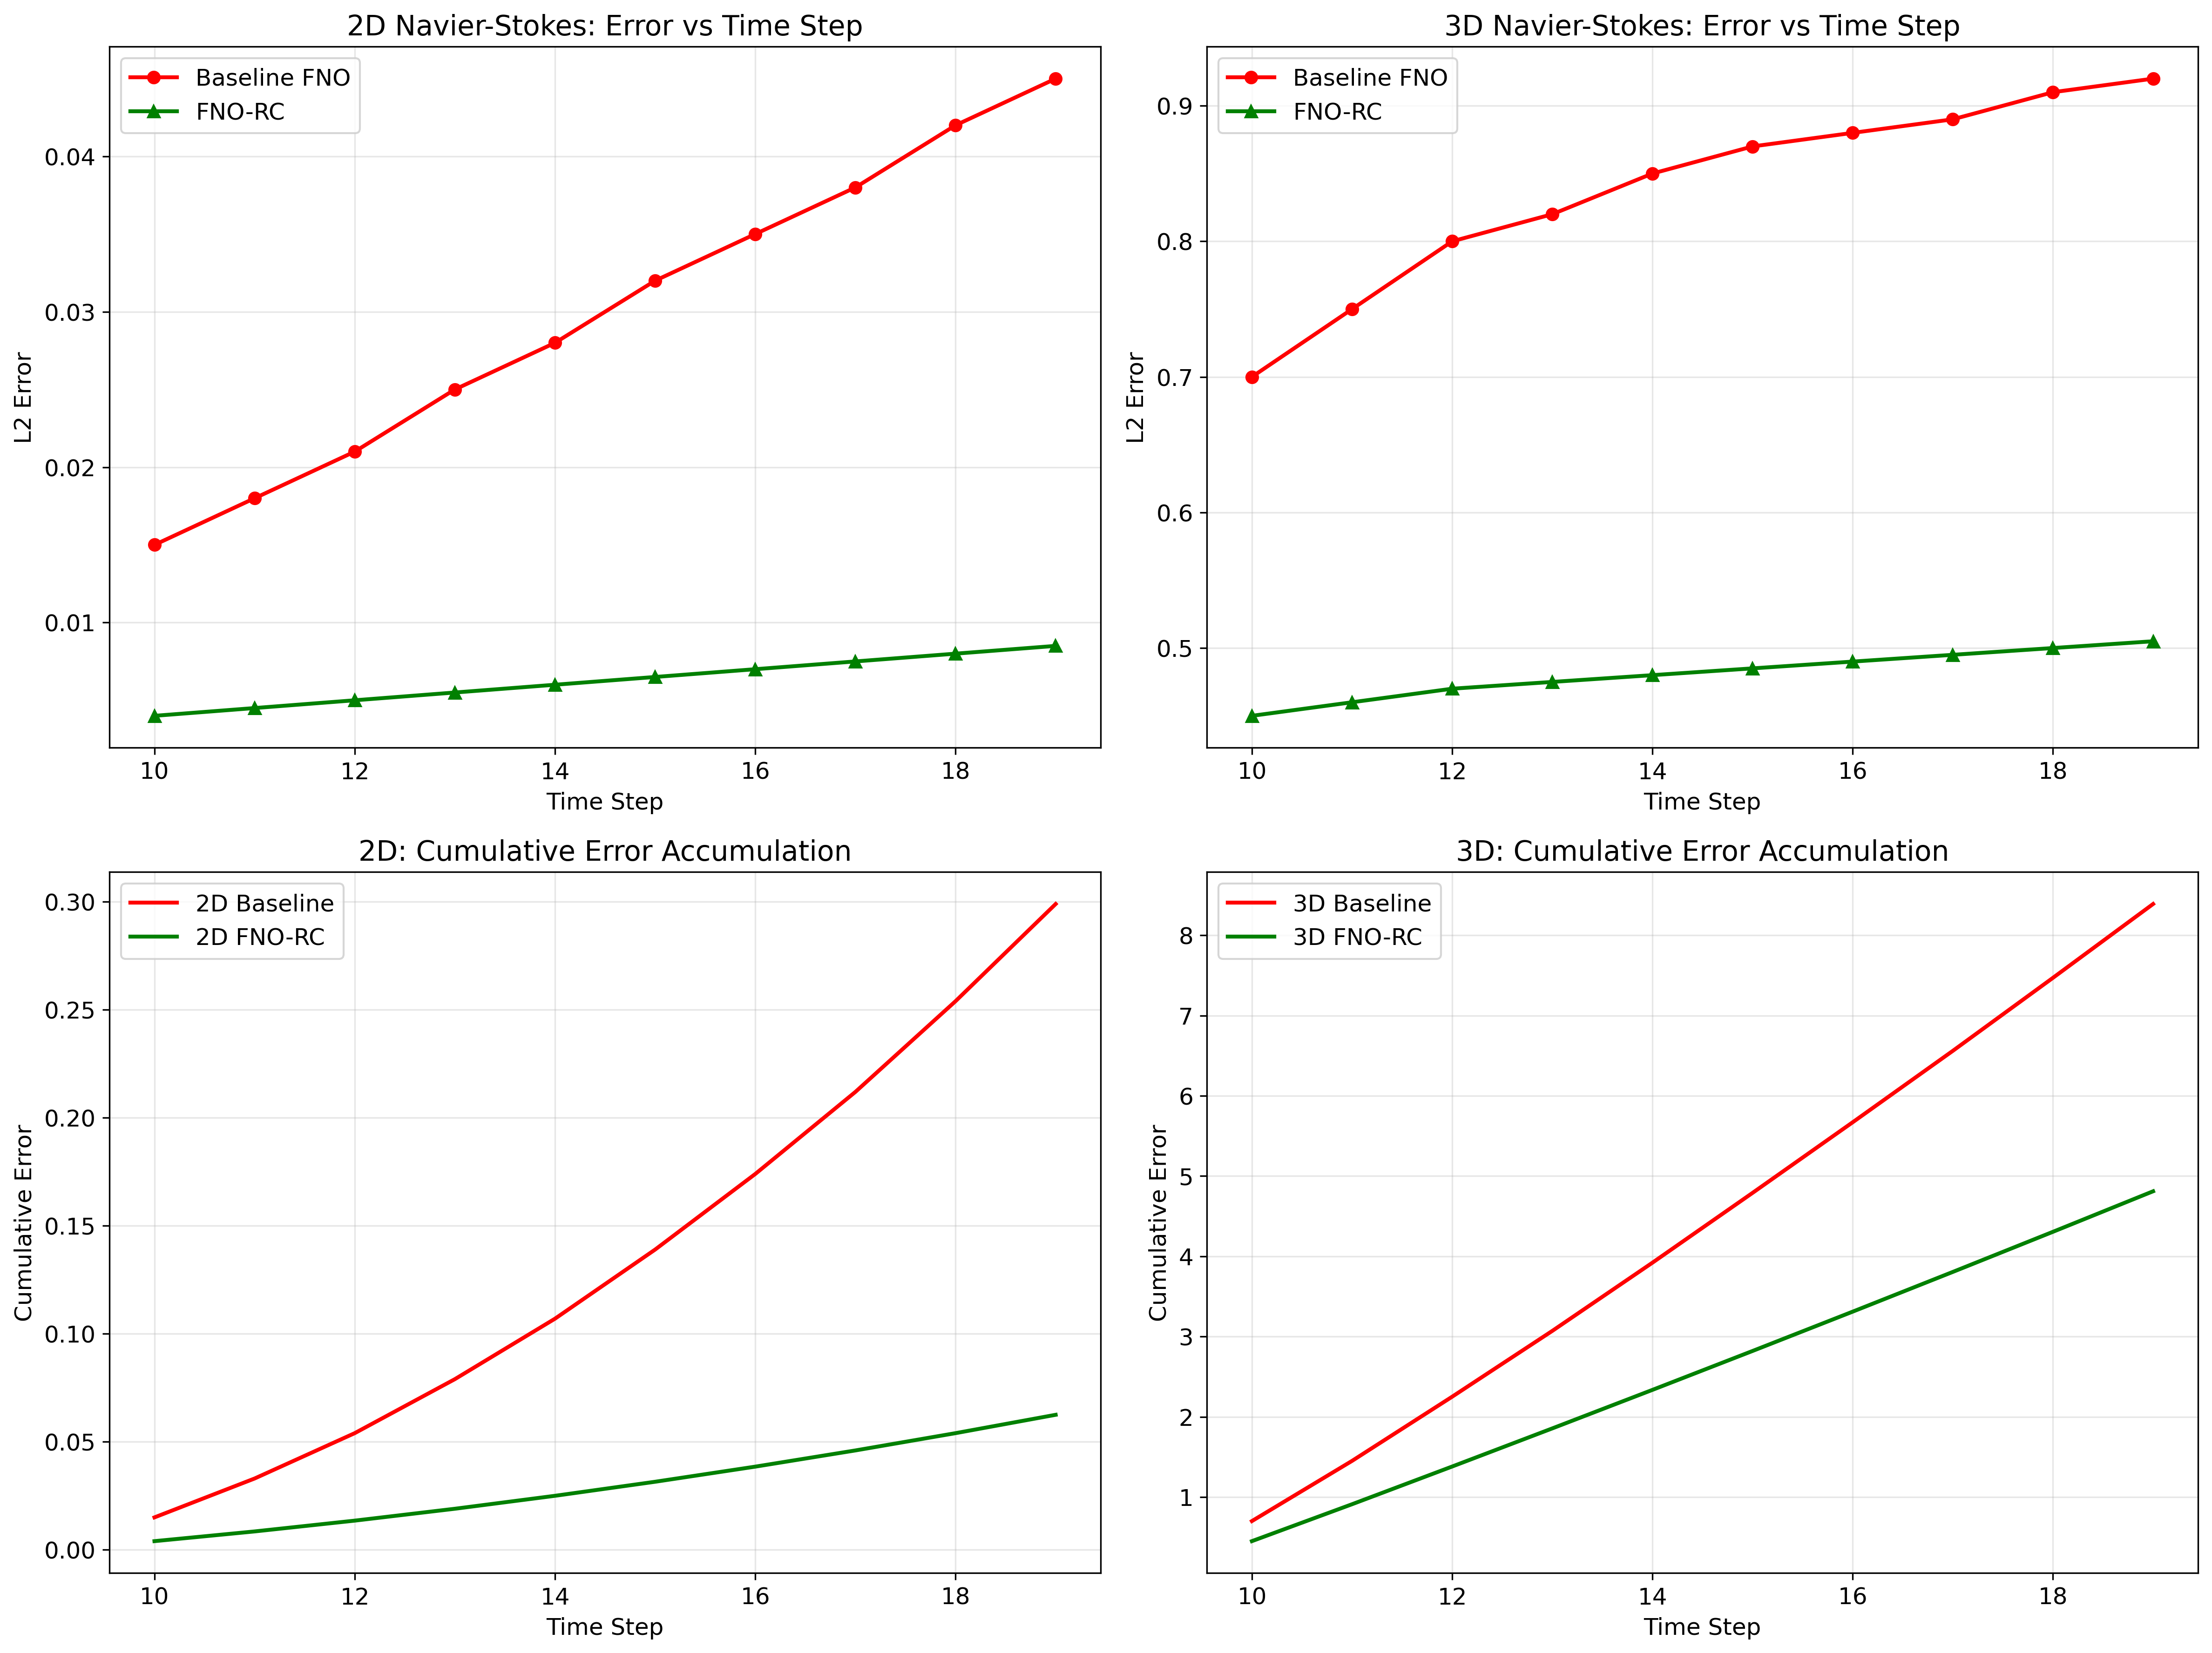 2D Navier-Stokes: Error vs Time Step
Baseline FNO
FNO-RC
0.04
0.03
0.02
0.01
L2 Error
10 12 14 16 18
Time Step
3D Navier-Stokes: Error vs Time Step
Baseline FNO
FNO-RC
0.9
0.8
0.7
0.6
0.5
L2 Error
10 12 14 16 18
Time Step
2D: Cumulative Error Accumulation
2D Baseline
2D FNO-RC
0.30
0.25
0.20
0.15
0.10
0.05
0.00
Cumulative Error
10 12 14 16 18
Time Step
3D: Cumulative Error Accumulation
3D Baseline
3D FNO-RC
8
7
6
5
4
3
2
1
Cumulative Error
10 12 14 16 18
Time Step